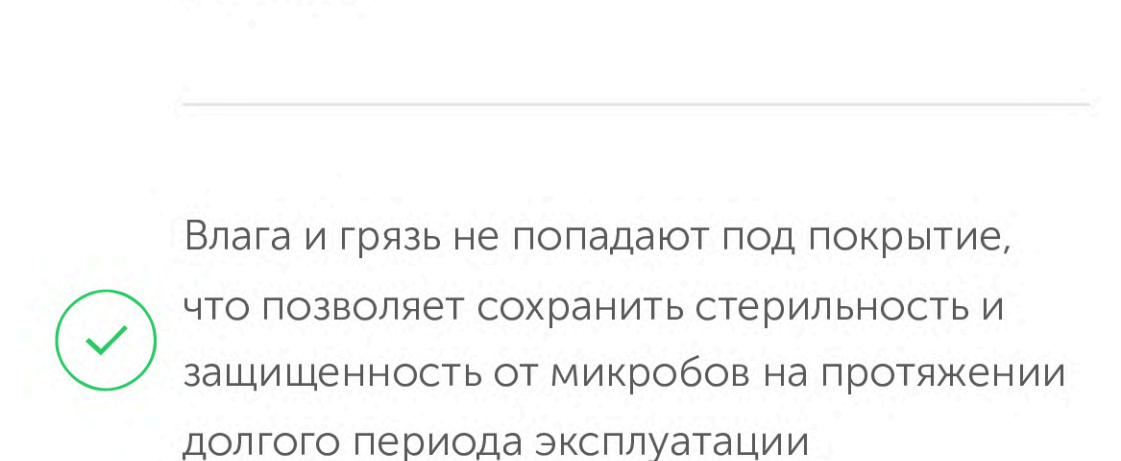 Влага и грязь не попадают под покрытие,
что позволяет сохранить стерильность и
защищенность от микробов на протяжении
долгого периода эксплуатации